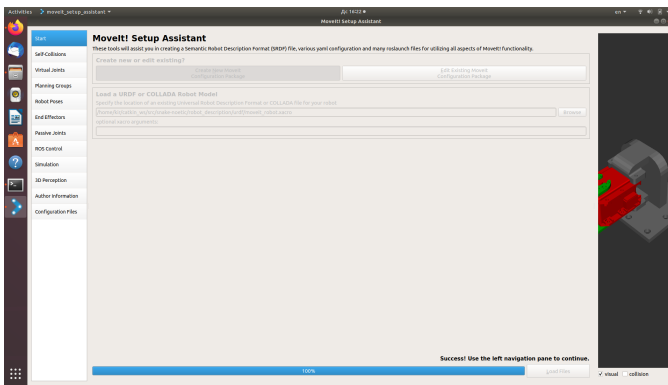 Activities
moveit_setup_assistant
16:22
en
MoveIt! Setup Assistant
Start
Self-Collisions
Virtual Joints
Planning Groups
Robot Poses
End Effectors
Passive Joints
ROS Control
Simulation
3D Perception
Author Information
Configuration Files
MoveIt! Setup Assistant
These tools will assist you in creating a Semantic Robot Description Format (SRDF) file, various yaml configuration and many roslaunch files for utilizing all aspects of MoveIt! functionality.
Create new or edit existing?
Create New MoveIt
Configuration Package
Edit Existing MoveIt
Configuration Package
Load a URDF or COLLADA Robot Model
Specify the location of an existing Universal Robot Description Format or COLLADA file for your robot
Browse
optional xacro arguments:
Success! Use the left navigation pane to continue.
100%
Load Files
visual
collision